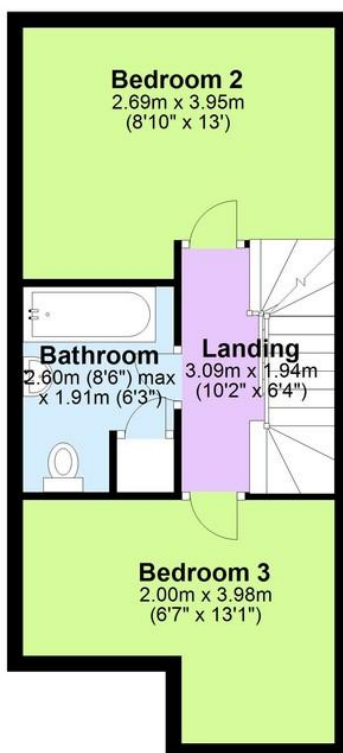 Bedroom 2
2.69m x 3.95m
(8'10" x 13')
Bathroom
2.60m (8'6") max
x 1.91m (6'3")
Landing
3.09m x 1.94m
(10'2" x 6'4")
Bedroom 3
2.00m x 3.98m
(6'7" x 13'1")